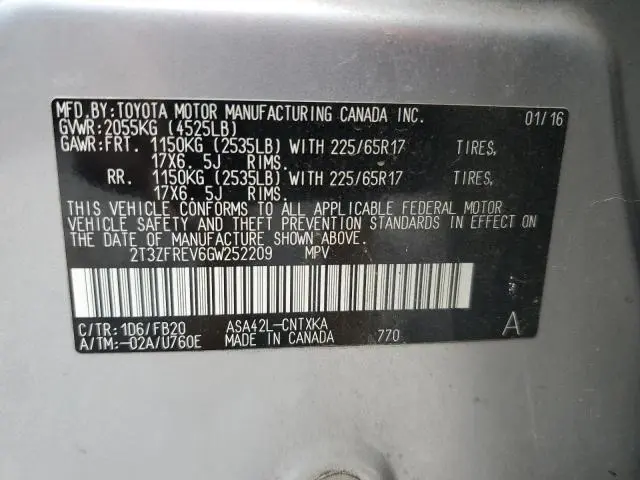 MFD.BY:TOYOTA MOTOR MANUFACTURING CANADA INC. 01/16
GVWR:2055KG (4525LB)
GAWR:FRT. 1150KG (2535LB) WITH 225/65R17 TIRES,
17X6.5J RIMS.
RR. 1150KG (2535LB) WITH 225/65R17 TIRES,
17X6.5J RIMS.
THIS VEHICLE CONFORMS TO ALL APPLICABLE FEDERAL MOTOR
VEHICLE SAFETY AND THEFT PREVENTION STANDARDS IN EFFECT ON
THE DATE OF MANUFACTURE SHOWN ABOVE.
2T3ZFREV6GW252209 MPV
C/TR:1D6/FB20 ASA42L-CNTXKA A
A/TM:-02A/U760E MADE IN CANADA 770